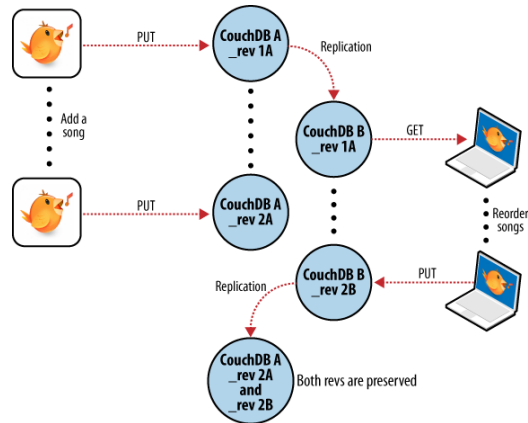 PUT
CouchDB A
_rev 1A
Replication
Add a
song
CouchDB B
_rev 1A
GET
PUT
CouchDB A
_rev 2A
Reorder
songs
CouchDB B
_rev 2B
PUT
Replication
CouchDB A
_rev 2A
and
_rev 2B
Both revs are preserved